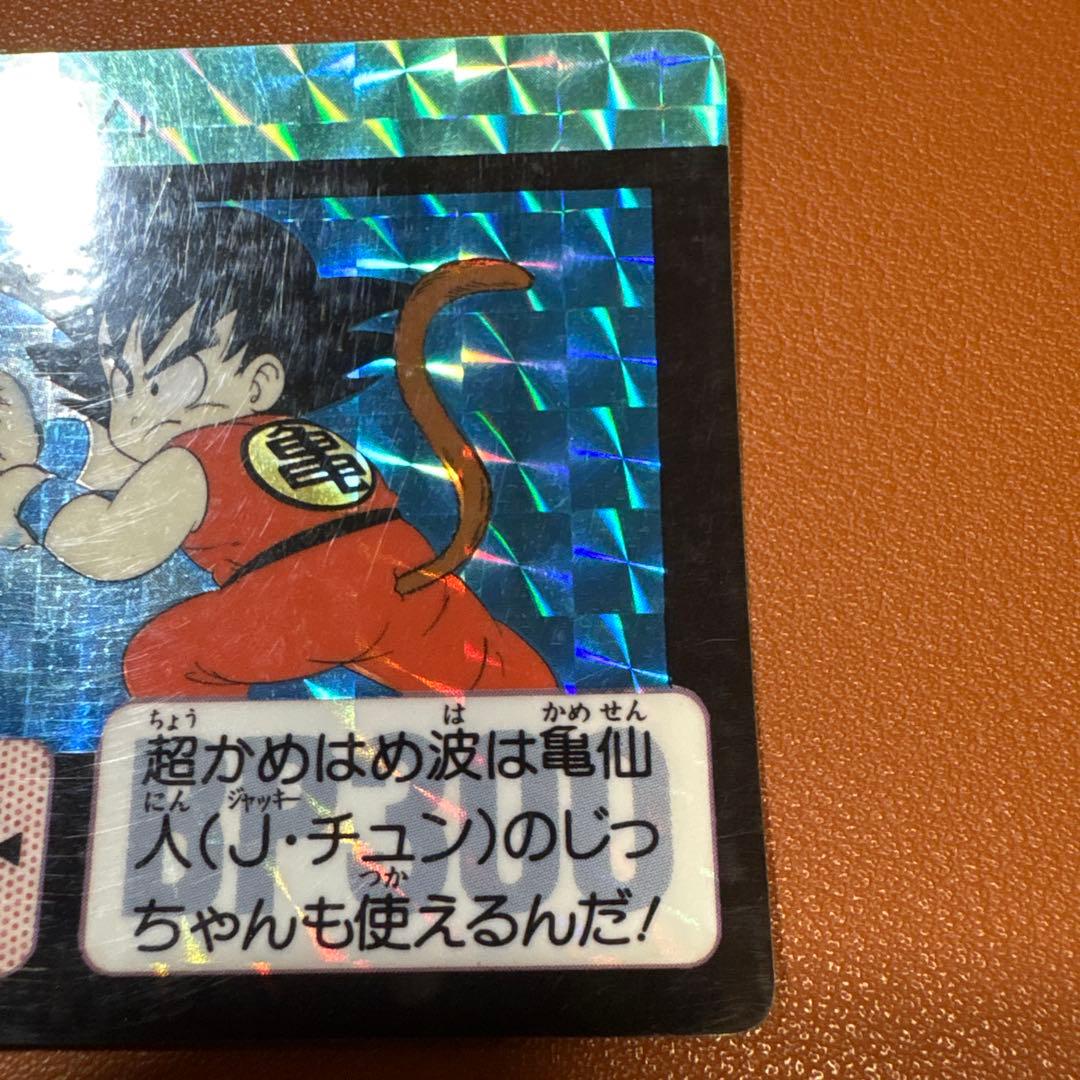 亀
超かめはめ波は亀仙
人(J・チュン)のじっ
ちゃんも使えるんだ!
ちょう は かめ せん
にん ジャッキー
つか
BP300